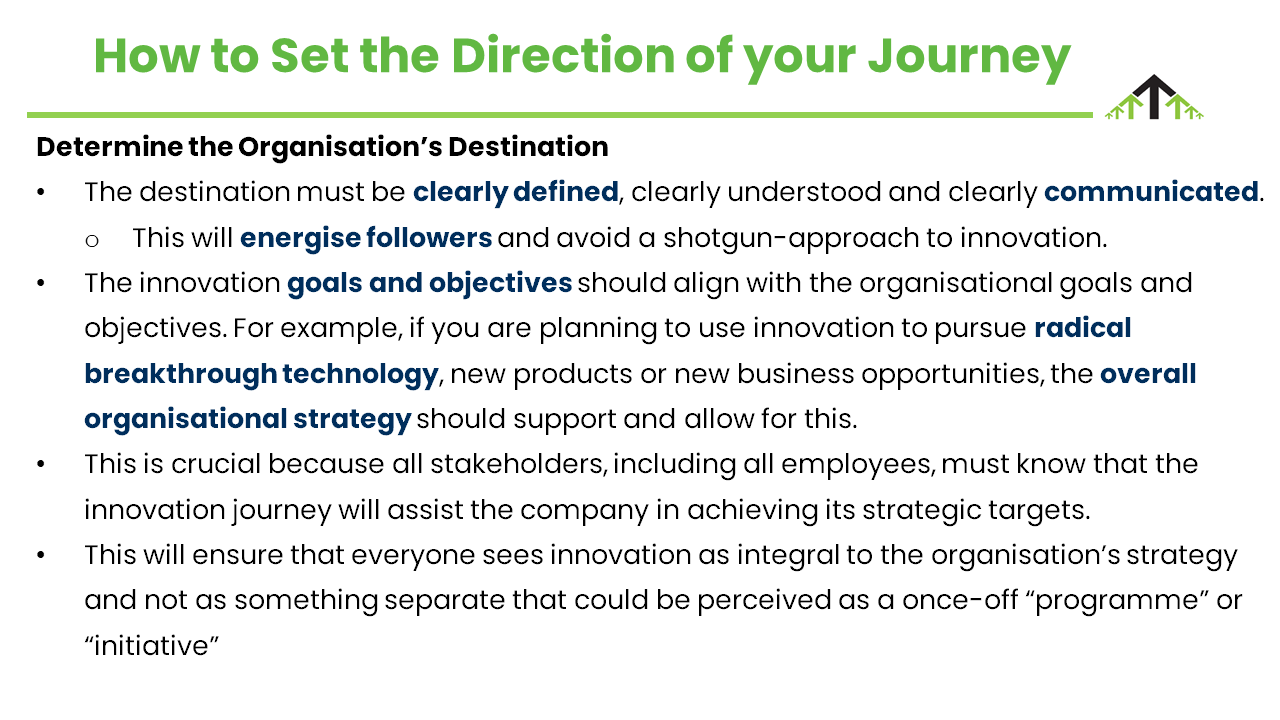 How to Set the Direction of your Journey
Determine the Organisation's Destination
• The destination must be clearly defined, clearly understood and clearly communicated.
o This will energise followers and avoid a shotgun-approach to innovation.
• The innovation goals and objectives should align with the organisational goals and
objectives. For example, if you are planning to use innovation to pursue radical
breakthrough technology, new products or new business opportunities, the overall
organisational strategy should support and allow for this.
• This is crucial because all stakeholders, including all employees, must know that the
innovation journey will assist the company in achieving its strategic targets.
• This will ensure that everyone sees innovation as integral to the organisation's strategy
and not as something separate that could be perceived as a once-off “programme” or
“initiative”